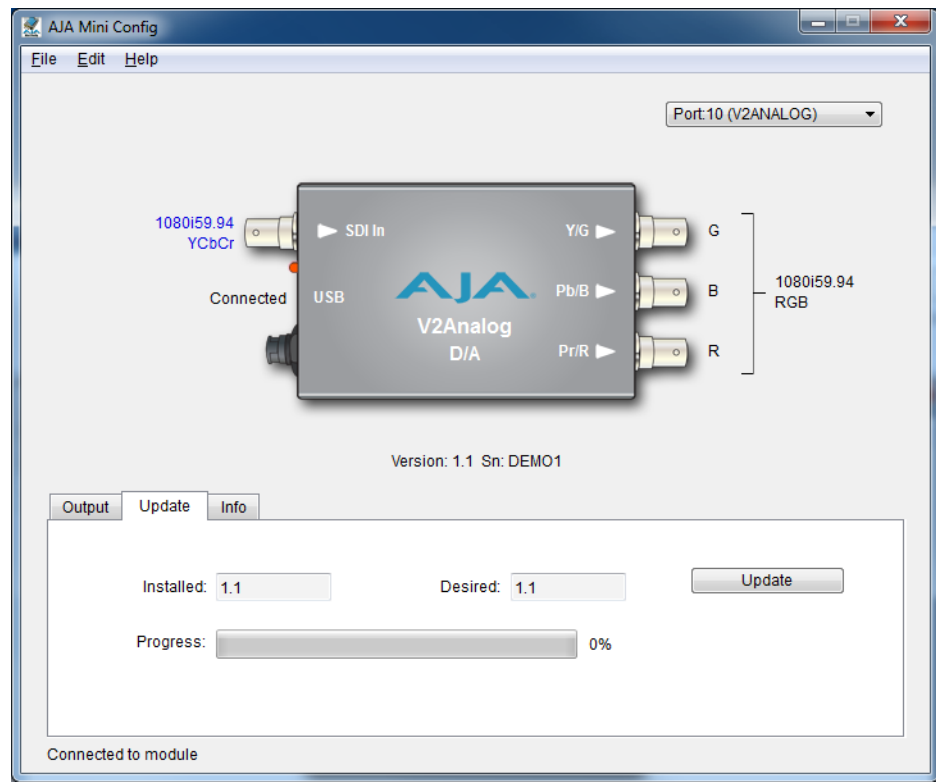 AJA Mini Config
File Edit Help
Port:10 (V2ANALOG)
1080i59.94
YCbCr
SDI In
Y/G
G
Connected
USB
AJA
Pb/B
B
1080i59.94
RGB
V2Analog
D/A
Pr/R
R
Version: 1.1 Sn: DEMO1
Output Update Info
Installed: 1.1
Desired: 1.1
Update
Progress:
0%
Connected to module